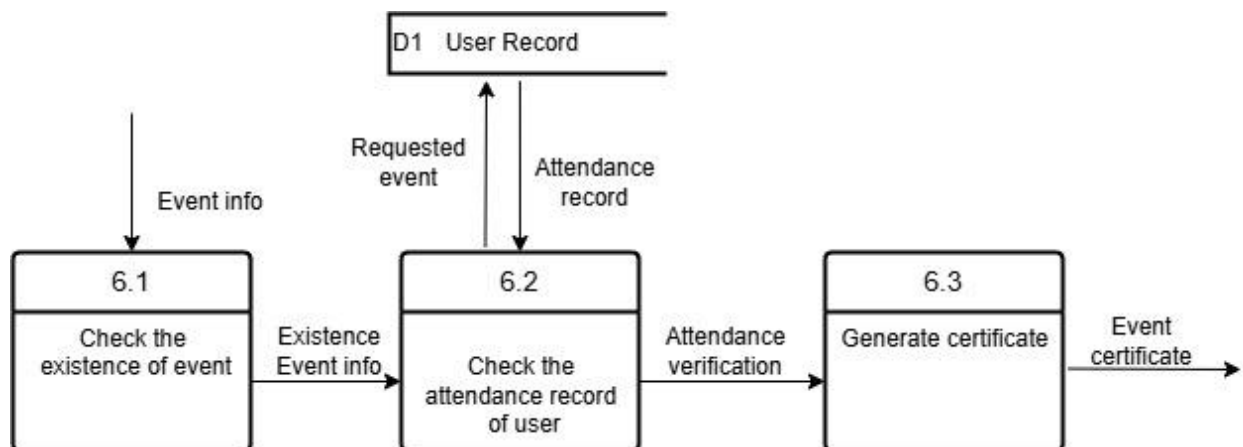 D1 User Record
Requested
event
Attendance
record
Event info
6.1
Check the
existence of event
Existence
Event info
6.2
Check the
attendance record
of user
Attendance
verification
6.3
Generate certificate
Event
certificate